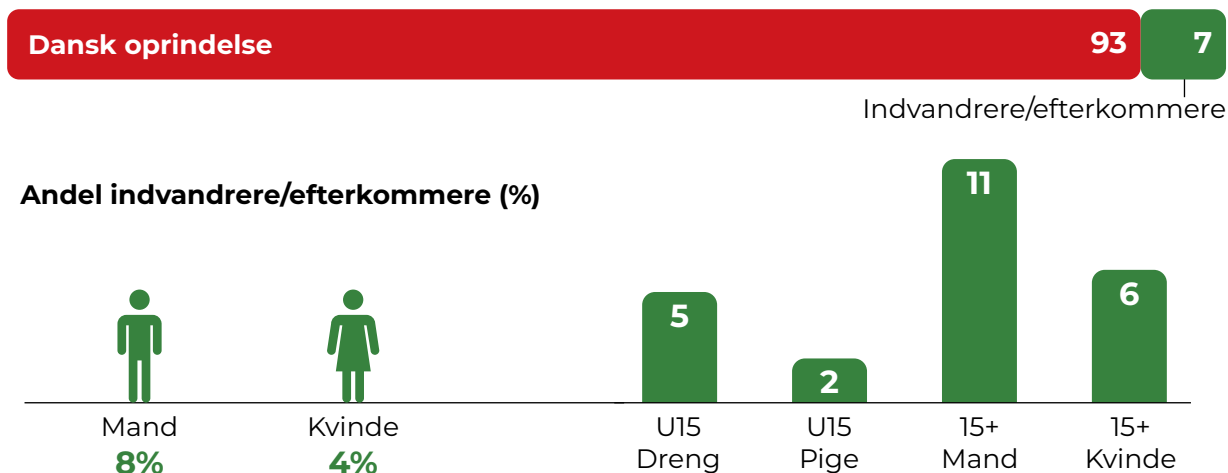 Dansk oprindelse 93 7
Indvandrere/efterkommere
Andel indvandrere/efterkommere (%)
Mand
8%
Kvinde
4%
5
2
11
6
U15
Dreng
U15
Pige
15+
Mand
15+
Kvinde